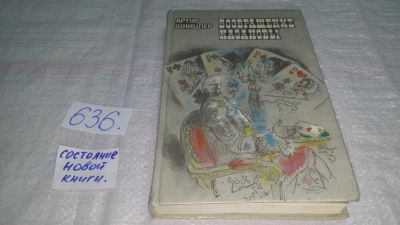 АРТУР
ШНИЦЛЕР
ВОЗВРАЩЕНИЕ
КАЗАНОВЫ
636.
СОСТОЯНИЕ
НОВОЙ
КНИГИ.